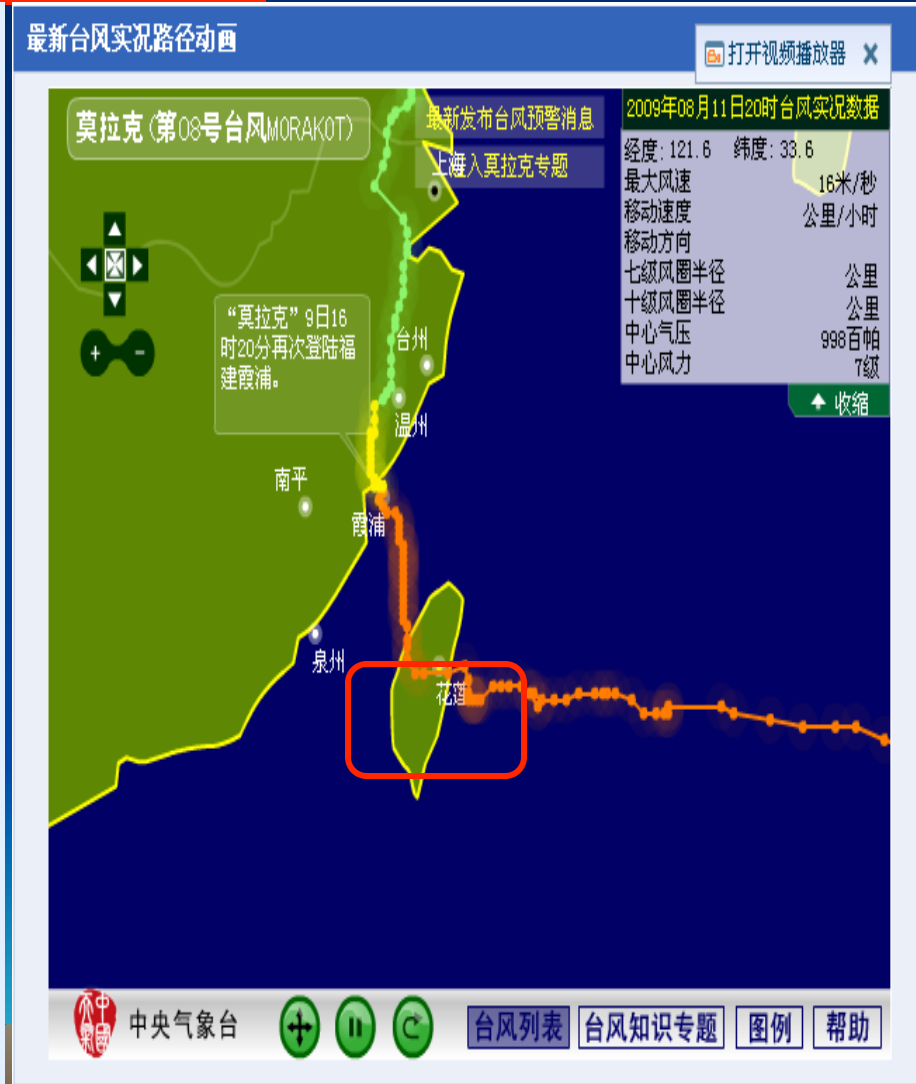 最新台风实况路径动画
打开视频播放器
莫拉克(第08号台风MORAKOT)
最新发布台风预警消息
进入莫拉克专题
上海
2009年08月11日20时台风实况数据
经度:121.6 纬度:33.6
最大风速 16米/秒
移动速度 公里/小时
移动方向
七级风圈半径 公里
十级风圈半径 公里
中心气压 998百帕
中心风力 7级
收缩
“莫拉克”9日16
时20分再次登陆福
建霞浦。
台州
温州
南平
霞浦
泉州
花莲
中央气象台
台风列表
台风知识专题
图例
帮助